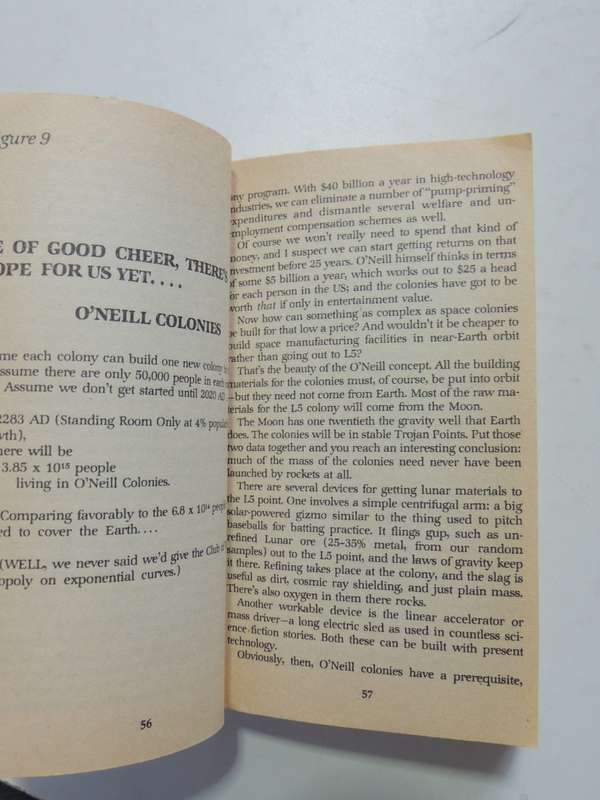 gure 9
E OF GOOD CHEER, THERE'S
OPE FOR US YET. . . .
O'NEILL COLONIES
me each colony can build one new colony
ssume there are only 50,000 people in each
Assume we don't get started until 2020 AD
2283 AD (Standing Room Only at 4% popul
wth),
here will be
3.85 x 10¹⁵ people
living in O'Neill Colonies.
Comparing favorably to the 6.8 x 10¹⁴ people
ed to cover the Earth. . . .
(WELL, we never said we'd give the Club of
opoly on exponential curves.)
56
ony program. With $40 billion a year in high-technology
industries, we can eliminate a number of "pump-priming"
expenditures and dismantle several welfare and un-
employment compensation schemes as well.
Of course we won't really need to spend that kind of
money, and I suspect we can start getting returns on that
investment before 25 years. O'Neill himself thinks in terms
of some $5 billion a year, which works out to $25 a head
for each person in the US; and the colonies have got to be
worth that if only in entertainment value.
Now how can something as complex as space colonies
be built for that low a price? And wouldn't it be cheaper to
build space manufacturing facilities in near-Earth orbit
rather than going out to L5?
That's the beauty of the O'Neill concept. All the building
materials for the colonies must, of course, be put into orbit
—but they need not come from Earth. Most of the raw ma-
terials for the L5 colony will come from the Moon.
The Moon has one twentieth the gravity well that Earth
does. The colonies will be in stable Trojan Points. Put those
two data together and you reach an interesting conclusion:
much of the mass of the colonies need never have been
launched by rockets at all.
There are several devices for getting lunar materials to
the L5 point. One involves a simple centrifugal arm: a big
solar-powered gizmo similar to the thing used to pitch
baseballs for batting practice. It flings gup, such as un-
refined Lunar ore (25–35% metal, from our random
samples) out to the L5 point, and the laws of gravity keep
it there. Refining takes place at the colony, and the slag is
useful as dirt, cosmic ray shielding, and just plain mass.
There's also oxygen in them there rocks.
Another workable device is the linear accelerator or
mass driver—a long electric sled as used in countless sci-
ence-fiction stories. Both these can be built with present
technology.
Obviously, then, O'Neill colonies have a prerequisite,
57